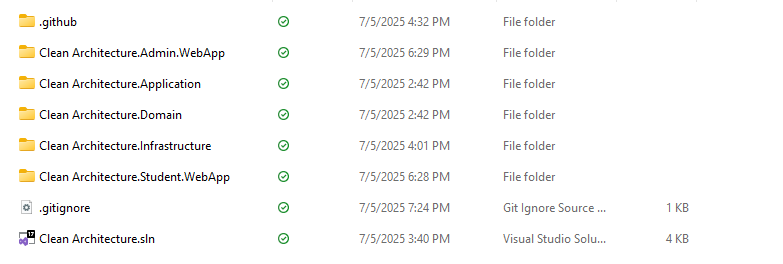 .github 7/5/2025 4:32 PM File folder
Clean Architecture.Admin.WebApp 7/5/2025 6:29 PM File folder
Clean Architecture.Application 7/5/2025 2:42 PM File folder
Clean Architecture.Domain 7/5/2025 2:42 PM File folder
Clean Architecture.Infrastructure 7/5/2025 4:01 PM File folder
Clean Architecture.Student.WebApp 7/5/2025 6:28 PM File folder
.gitignore 7/5/2025 7:24 PM Git Ignore Source ... 1 KB
17 Clean Architecture.sln 7/5/2025 3:40 PM Visual Studio Solu... 4 KB